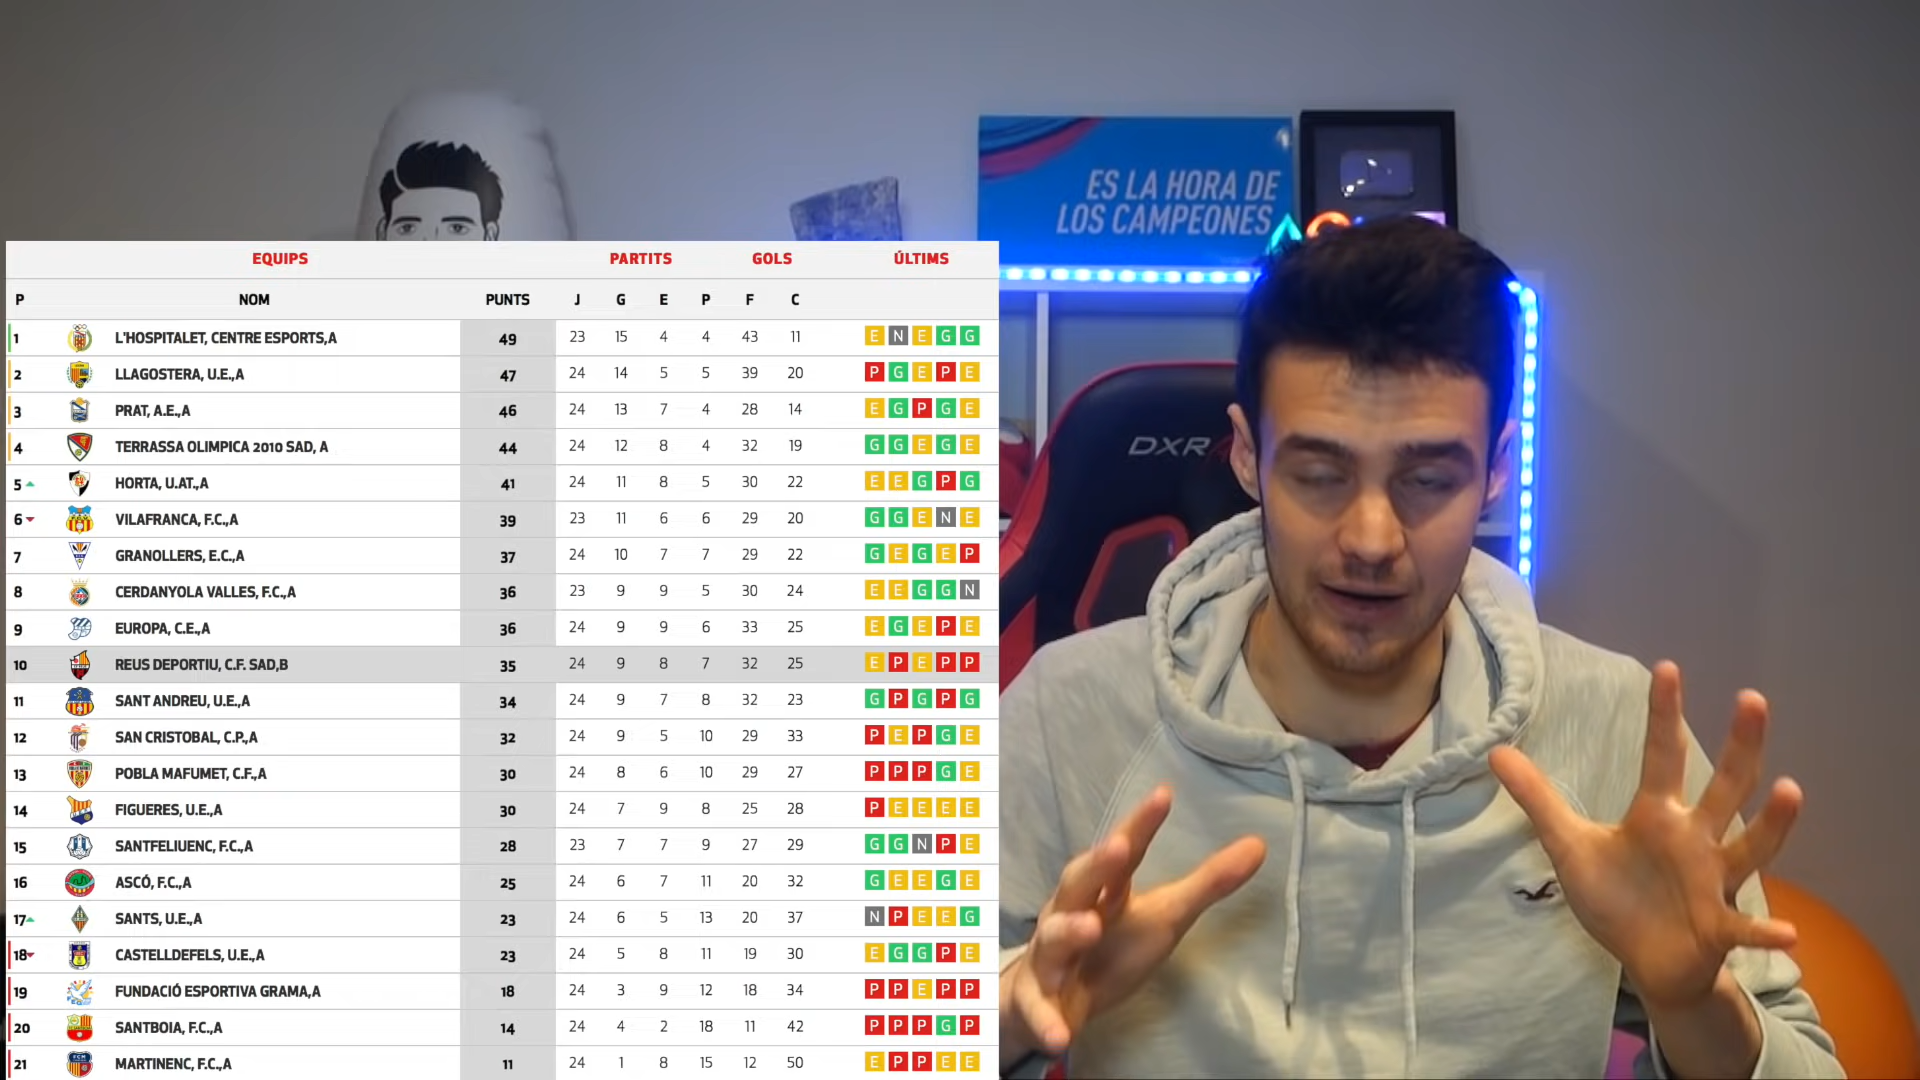 ES LA HORA DE
LOS CAMPEONES
EQUIPS PARTITS GOLS ÚLTIMS
P NOM PUNTS J G E P F C
1 L'HOSPITALET, CENTRE ESPORTS,A 49 23 15 4 4 43 11 E N E G G
2 LLAGOSTERA, U.E.,A 47 24 14 5 5 39 20 P G E P E
3 PRAT, A.E.,A 46 24 13 7 4 28 14 E G P G E
4 TERRASSA OLIMPICA 2010 SAD, A 44 24 12 8 4 32 19 G G E G E
5 HORTA, U.AT.,A 41 24 11 8 5 30 22 E E G P G
6 VILAFRANCA, F.C.,A 39 23 11 6 6 29 20 G G E N E
7 GRANOLLERS, E.C.,A 37 24 10 7 7 29 22 G E G E P
8 CERDANYOLA VALLES, F.C.,A 36 23 9 9 5 30 24 E E G G N
9 EUROPA, C.E.,A 36 24 9 9 6 33 25 E G E P E
10 REUS DEPORTIU, C.F. SAD,B 35 24 9 8 7 32 25 E P E P P
11 SANT ANDREU, U.E.,A 34 24 9 7 8 32 23 G P G P G
12 SAN CRISTOBAL, C.P.,A 32 24 9 5 10 29 33 P E P G E
13 POBLA MAFUMET, C.F.,A 30 24 8 6 10 29 27 P P P G E
14 FIGUERES, U.E.,A 30 24 7 9 8 25 28 P E E E E
15 SANTFELIUENC, F.C.,A 28 23 7 7 9 27 29 G G N P E
16 ASCÓ, F.C.,A 25 24 6 7 11 20 32 G E E G E
17 SANTS, U.E.,A 23 24 6 5 13 20 37 N P E E G
18 CASTELLDEFELS, U.E.,A 23 24 5 8 11 19 30 E G G P E
19 FUNDACIÓ ESPORTIVA GRAMA,A 18 24 3 9 12 18 34 P P E P P
20 SANTBOIA, F.C.,A 14 24 4 2 18 11 42 P P P G P
21 MARTINENC, F.C.,A 11 24 1 8 15 12 50 E P P E E
DXR